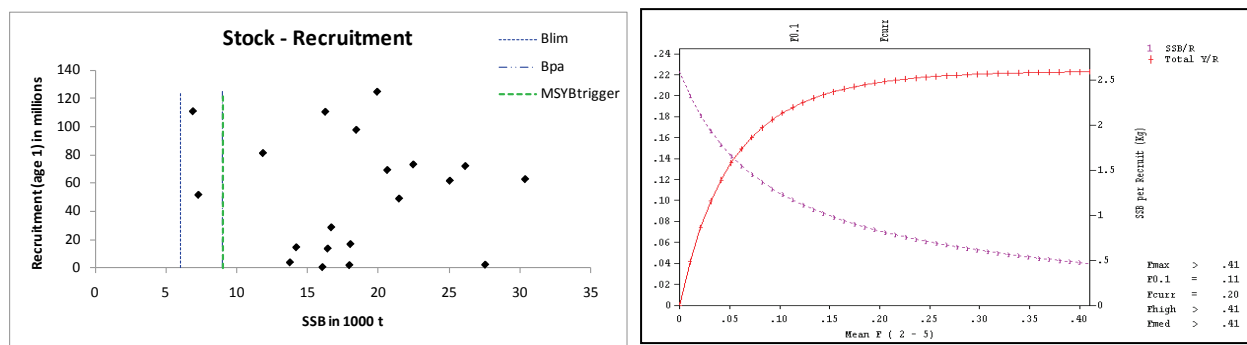 Stock - Recruitment
Blim
Bpa
MSYBtrigger
Recruitment (age 1) in millions
140
120
100
80
60
40
20
0
0 5 10 15 20 25 30 35
SSB in 1000 t
F0.1 Fcurr
1 SSB/R
+ Total Y/R
.24
.22
.20
.18
.16
.14
.12
.10
.08
.06
.04
.02
0
2.5
2
1.5
1
.5
0
SSB per Recruit (Kg)
0 .05 .10 .15 .20 .25 .30 .35 .40
Mean F ( 2 - 5)
Fmax > .41
F0.1 = .11
Fcurr = .20
Fhigh > .41
Fmed > .41